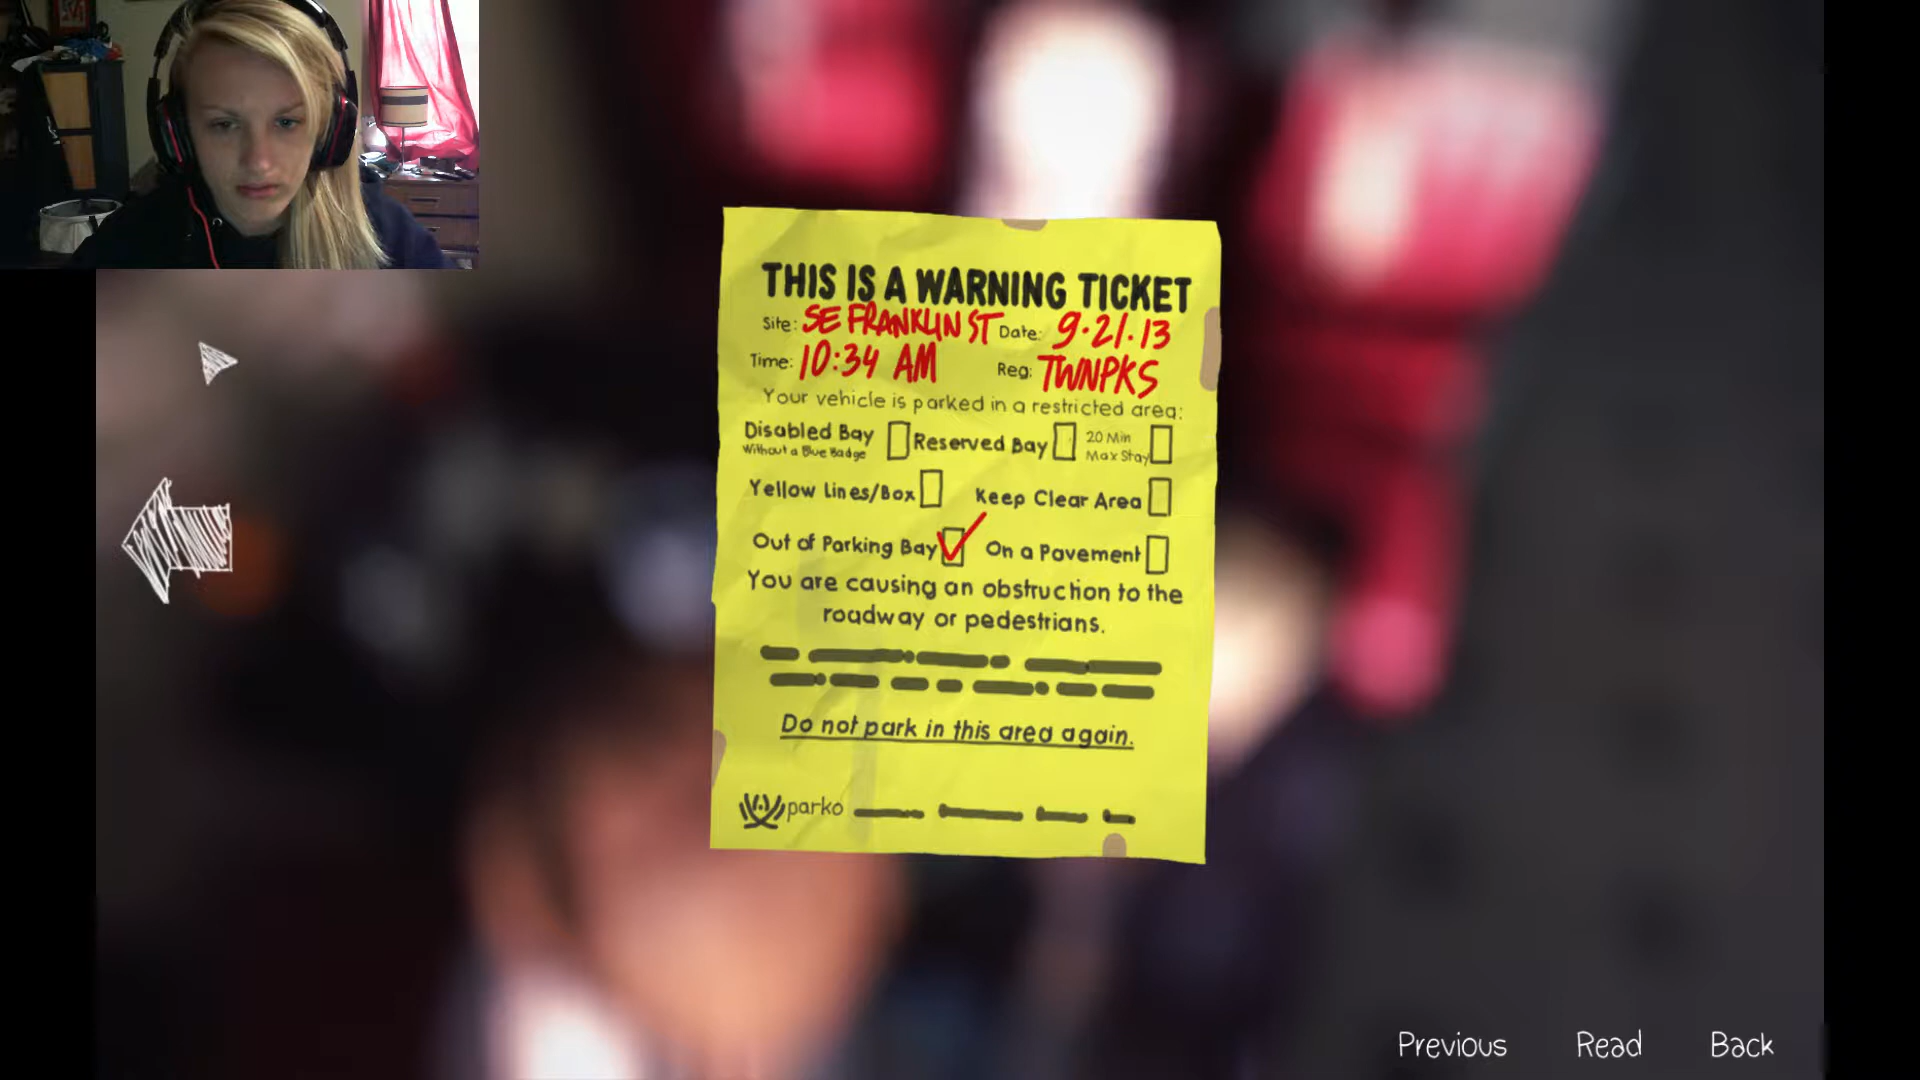 THIS IS A WARNING TICKET
Site: SE FRANKLIN ST Date: 9.21.13
Time: 10:34 AM Reg: TWNPKS
Your vehicle is parked in a restricted area:
Disabled Bay Reserved Bay 20 Min
Without a Blue Badge Max Stay
Yellow Lines/Box Keep Clear Area
Out of Parking Bay On a Pavement
You are causing an obstruction to the
roadway or pedestrians.
Do not park in this area again.
parko
Previous Read Back